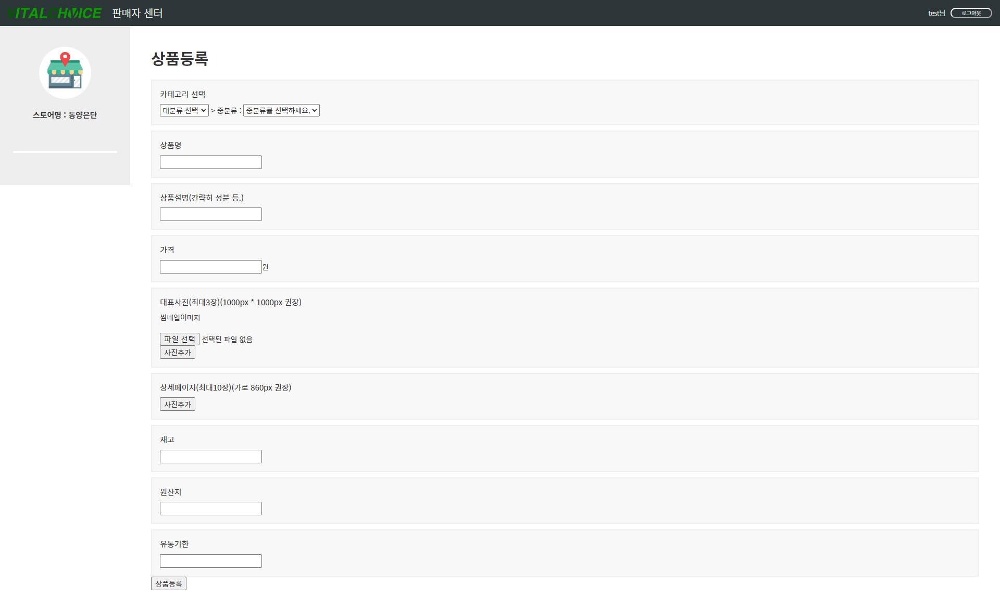 VITALCHOICE 판매자 센터
test님 로그아웃
스토어명 : 동양은단
상품등록
카테고리 선택
대분류 선택 > 중분류 : 중분류를 선택하세요.
상품명
상품설명(간략히 성분 등.)
가격
원
대표사진(최대3장)(1000px * 1000px 권장)
썸네일이미지
파일 선택 선택된 파일 없음
사진추가
상세페이지(최대10장)(가로 860px 권장)
사진추가
재고
원산지
유통기한
상품등록